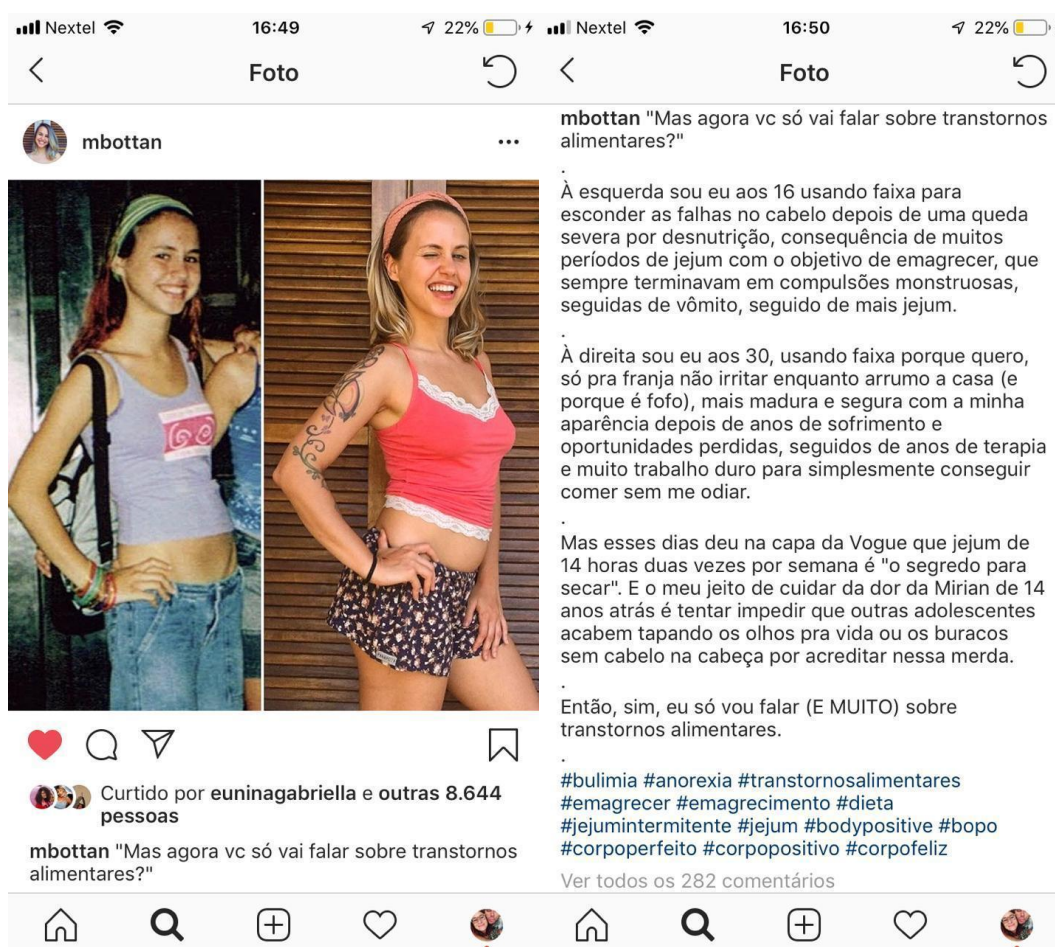 Nextel 16:49 22%
Foto
mbottan
Curtido por euninagabriella e outras 8.644
pessoas
mbottan "Mas agora vc só vai falar sobre transtornos
alimentares?"
Nextel 16:50 22%
Foto
mbottan "Mas agora vc só vai falar sobre transtornos
alimentares?"
.
À esquerda sou eu aos 16 usando faixa para
esconder as falhas no cabelo depois de uma queda
severa por desnutrição, consequência de muitos
períodos de jejum com o objetivo de emagrecer, que
sempre terminavam em compulsões monstruosas,
seguidas de vômito, seguido de mais jejum.
.
À direita sou eu aos 30, usando faixa porque quero,
só pra franja não irritar enquanto arrumo a casa (e
porque é fofo), mais madura e segura com a minha
aparência depois de anos de sofrimento e
oportunidades perdidas, seguidos de anos de terapia
e muito trabalho duro para simplesmente conseguir
comer sem me odiar.
.
Mas esses dias deu na capa da Vogue que jejum de
14 horas duas vezes por semana é "o segredo para
secar". E o meu jeito de cuidar da dor da Mirian de 14
anos atrás é tentar impedir que outras adolescentes
acabem tapando os olhos pra vida ou os buracos
sem cabelo na cabeça por acreditar nessa merda.
.
Então, sim, eu só vou falar (E MUITO) sobre
transtornos alimentares.
.
#bulimia #anorexia #transtornosalimentares
#emagrecer #emagrecimento #dieta
#jejumintermitente #jejum #bodypositive #bopo
#corpoperfeito #corpopositivo #corpofeliz
Ver todos os 282 comentários